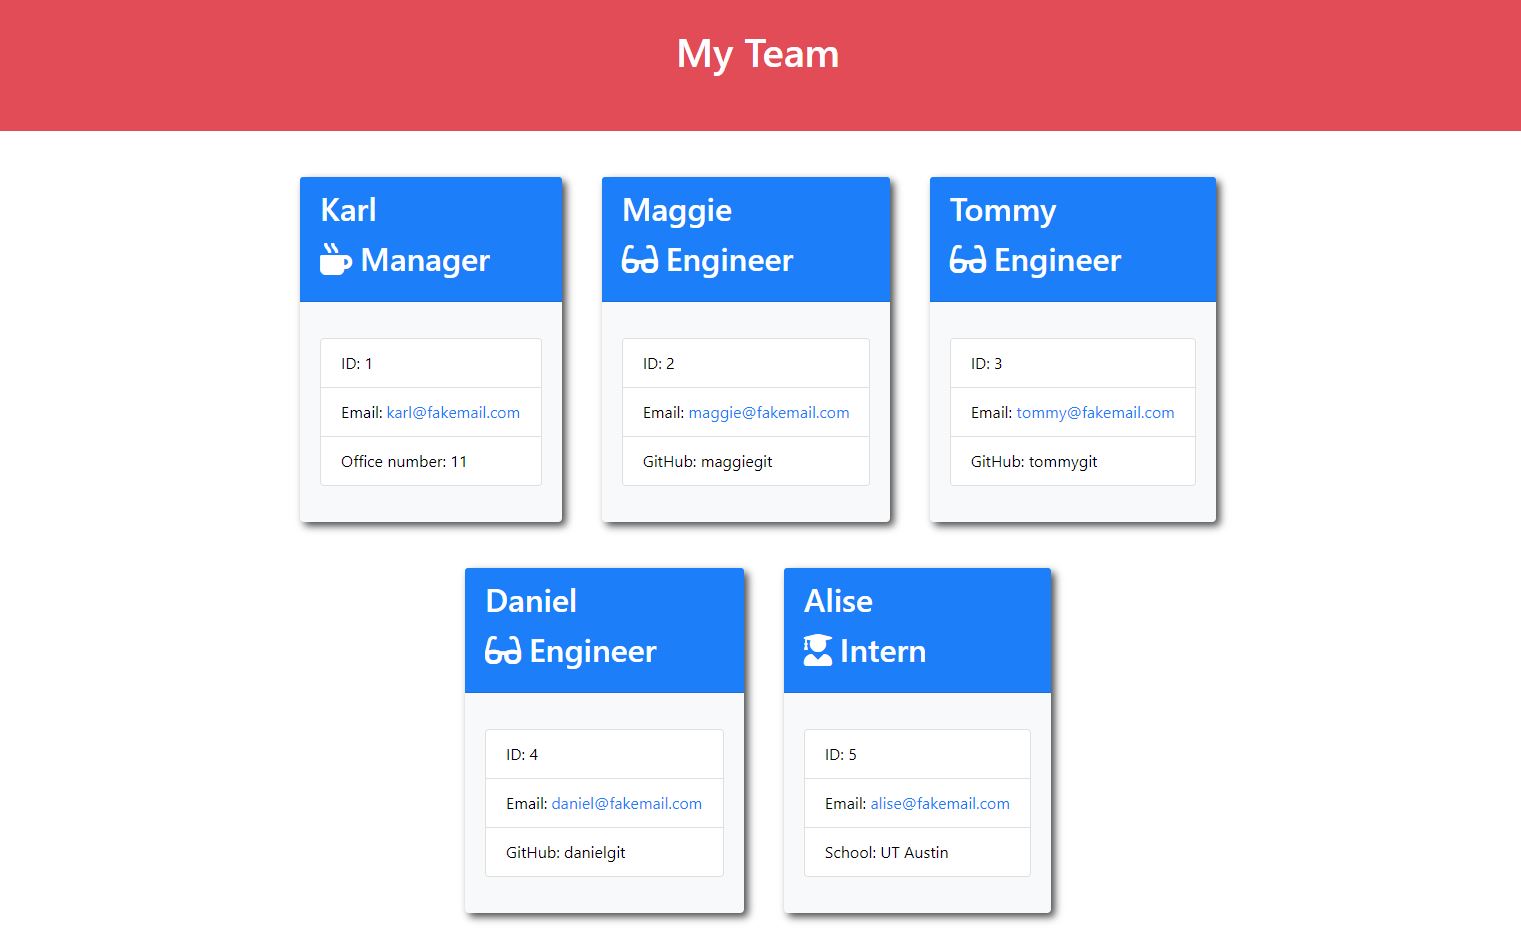 My Team
Karl
Manager
ID: 1
Email: karl@fakemail.com
Office number: 11
Maggie
Engineer
ID: 2
Email: maggie@fakemail.com
GitHub: maggiegit
Tommy
Engineer
ID: 3
Email: tommy@fakemail.com
GitHub: tommygit
Daniel
Engineer
ID: 4
Email: daniel@fakemail.com
GitHub: danielgit
Alise
Intern
ID: 5
Email: alise@fakemail.com
School: UT Austin